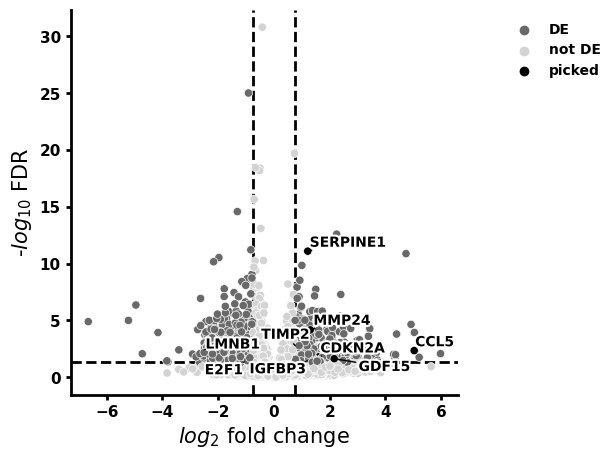 DE
not DE
picked
30
25
20
15
10
5
0
-log10 FDR
SERPINE1
MMP24
TIMP2
CCL5
LMNB1
CDKN2A
E2F1
IGFBP3
GDF15
−6
−4
−2
0
2
4
6
log2 fold change